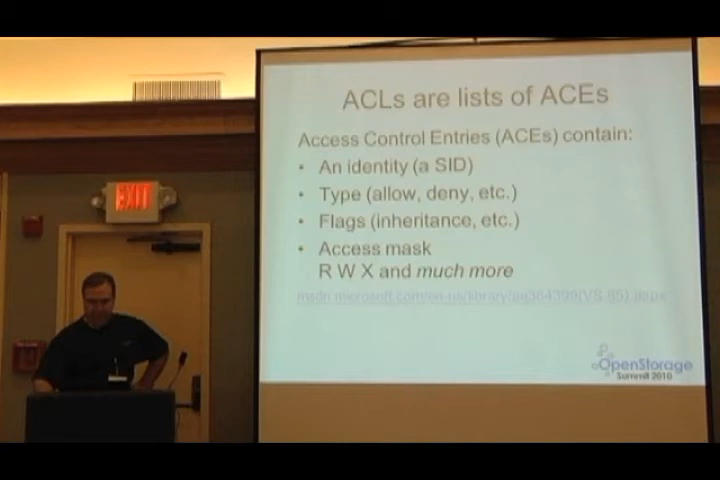 EXIT
ACLs are lists of ACEs
Access Control Entries (ACEs) contain:
• An identity (a SID)
• Type (allow, deny, etc.)
• Flags (inheritance, etc.)
• Access mask
R W X and much more
OpenStorage
Summit 2010